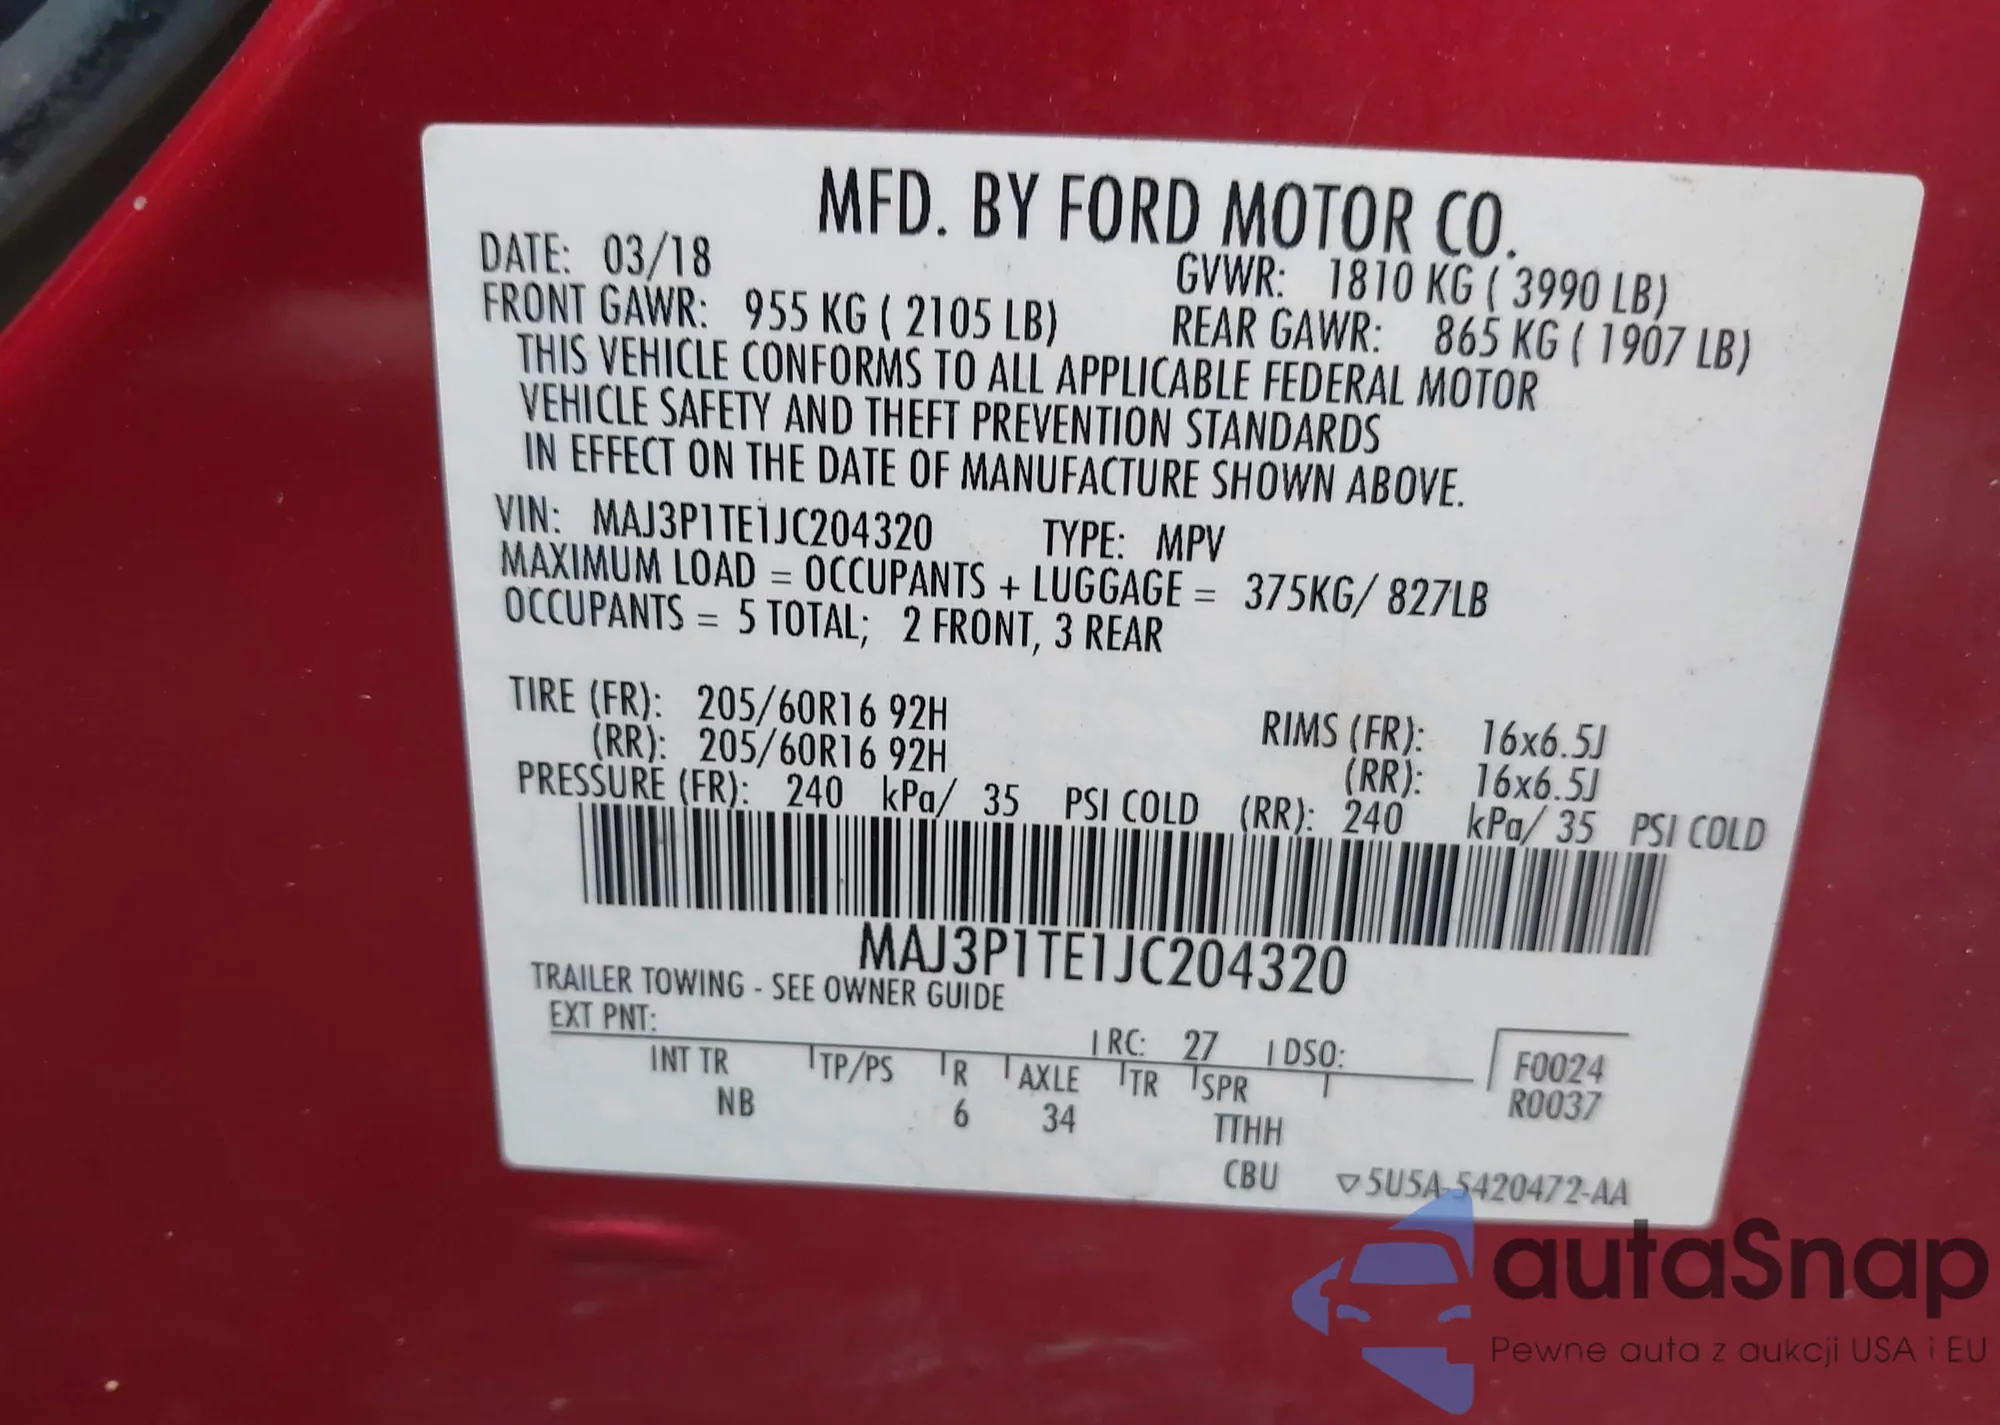 MFD. BY FORD MOTOR CO.
DATE: 03/18 GVWR: 1810 KG ( 3990 LB)
FRONT GAWR: 955 KG ( 2105 LB) REAR GAWR: 865 KG ( 1907 LB)
THIS VEHICLE CONFORMS TO ALL APPLICABLE FEDERAL MOTOR
VEHICLE SAFETY AND THEFT PREVENTION STANDARDS
IN EFFECT ON THE DATE OF MANUFACTURE SHOWN ABOVE.
VIN: MAJ3P1TE1JC204320 TYPE: MPV
MAXIMUM LOAD = OCCUPANTS + LUGGAGE = 375KG/ 827LB
OCCUPANTS = 5 TOTAL; 2 FRONT, 3 REAR
TIRE (FR): 205/60R16 92H RIMS (FR): 16x6.5J
(RR): 205/60R16 92H (RR): 16x6.5J
PRESSURE (FR): 240 kPa/ 35 PSI COLD (RR): 240 kPa/ 35 PSI COLD
MAJ3P1TE1JC204320
TRAILER TOWING - SEE OWNER GUIDE
EXT PNT: RC: 27 DSO: F0024
INT TR TP/PS R AXLE TR SPR R0037
NB 6 34 TTHH
CBU ▽5U5A-5420472-AA
autaSnap
Pewne auta z aukcji USA i EU